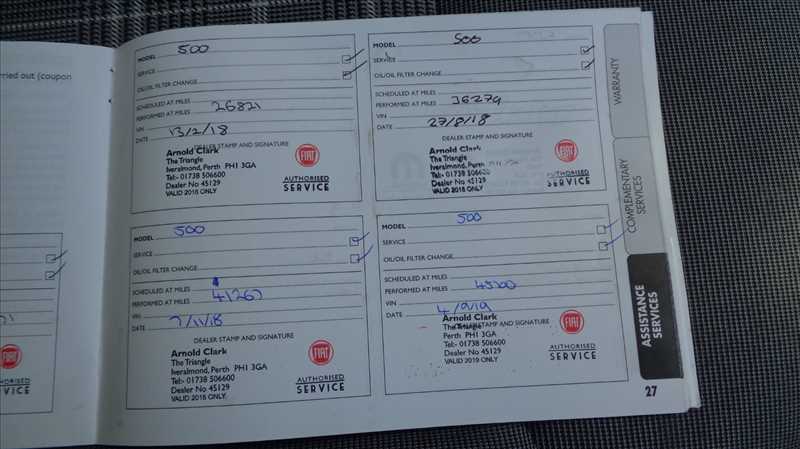 rried out (coupon
MODEL 500
SERVICE
OIL/OIL FILTER CHANGE
SCHEDULED AT MILES
PERFORMED AT MILES 26821
VIN
DATE 13/2/18
DEALER STAMP AND SIGNATURE
Arnold Clark
The Triangle
Iveralmond, Perth PH1 3GA
Tel:- 01738 506600
Dealer No 45129
VALID 2018 ONLY
FIAT
AUTHORISED
SERVICE
MODEL 500
SERVICE
OIL/OIL FILTER CHANGE
SCHEDULED AT MILES
PERFORMED AT MILES 36279
VIN
DATE 27/8/18
DEALER STAMP AND SIGNATURE
Arnold Clark
The Triangle
Iveralmond, Perth
Tel:- 01738 506600
Dealer No 45129
VALID 2018 ONLY
FIAT
AUTHORISED
SERVICE
MODEL 500
SERVICE
OIL/OIL FILTER CHANGE
SCHEDULED AT MILES
PERFORMED AT MILES 41267
VIN
DATE 7/11/18
DEALER STAMP AND SIGNATURE
Arnold Clark
The Triangle
Iveralmond, Perth PH1 3GA
Tel:- 01738 506600
Dealer No 45129
VALID 2018 ONLY
FIAT
AUTHORISED
SERVICE
MODEL 500
SERVICE
OIL/OIL FILTER CHANGE
SCHEDULED AT MILES
PERFORMED AT MILES
VIN
DATE 4/9/19
DEALER STAMP AND SIGNATURE
Arnold Clark
The Triangle
Perth PH1 3GA
Tel:- 01738 506600
Dealer No 45129
VALID 2019 ONLY
FIAT
AUTHORISED
SERVICE
WARRANTY
COMPLEMENTARY
SERVICES
ASSISTANCE
SERVICES
27
HORISED
RVICE